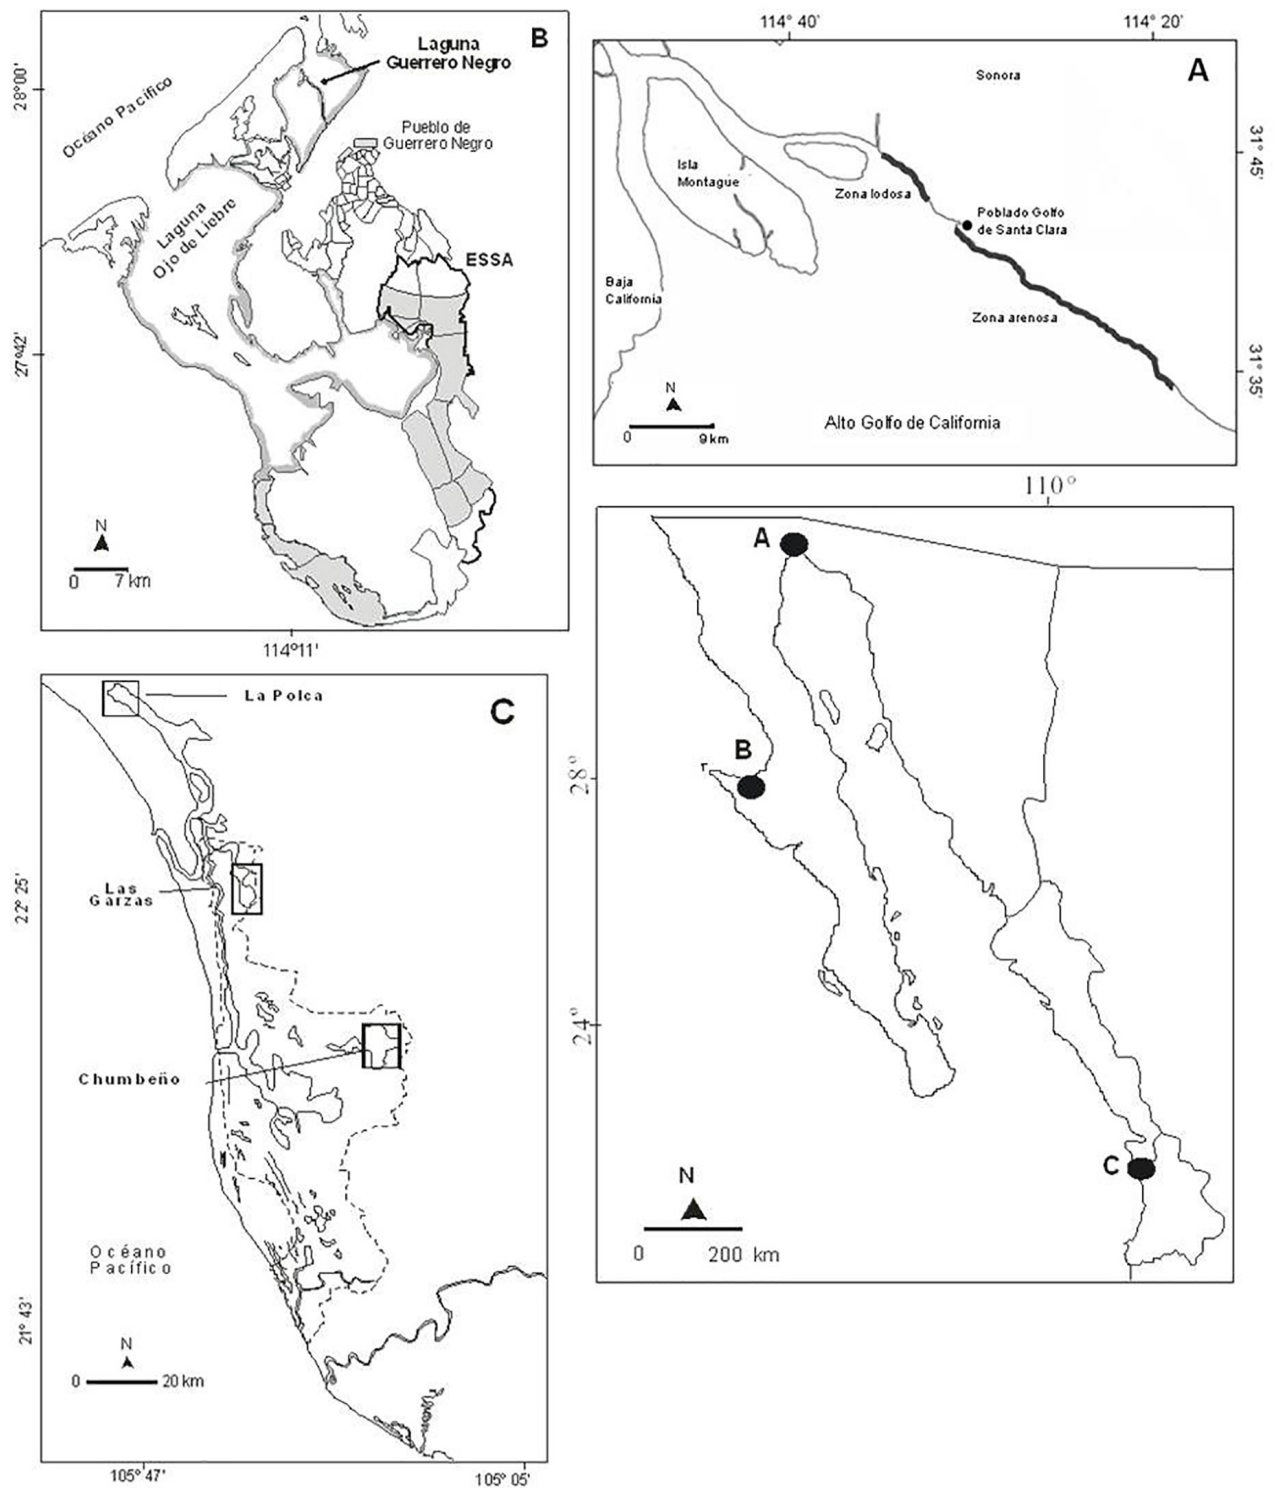 B
Laguna
Guerrero Negro
Océano Pacífico
Pueblo de
Guerrero Negro
Laguna
Ojo de Liebre
ESSA
28°00'
27°42'
N
0 7 km
114°11'
114° 40'
114° 20'
A
Sonora
31° 45'
Isla
Montague
Zona lodosa
Poblado Golfo
de Santa Clara
Baja
California
Zona arenosa
31° 35'
N
0 9 km
Alto Golfo de California
C
La Polca
22° 25'
Las
Garzas
Chumbeño
Océano
Pacífico
21° 43'
N
0 20 km
105° 47'
105° 05'
110°
A
B
28°
24°
C
N
0 200 km